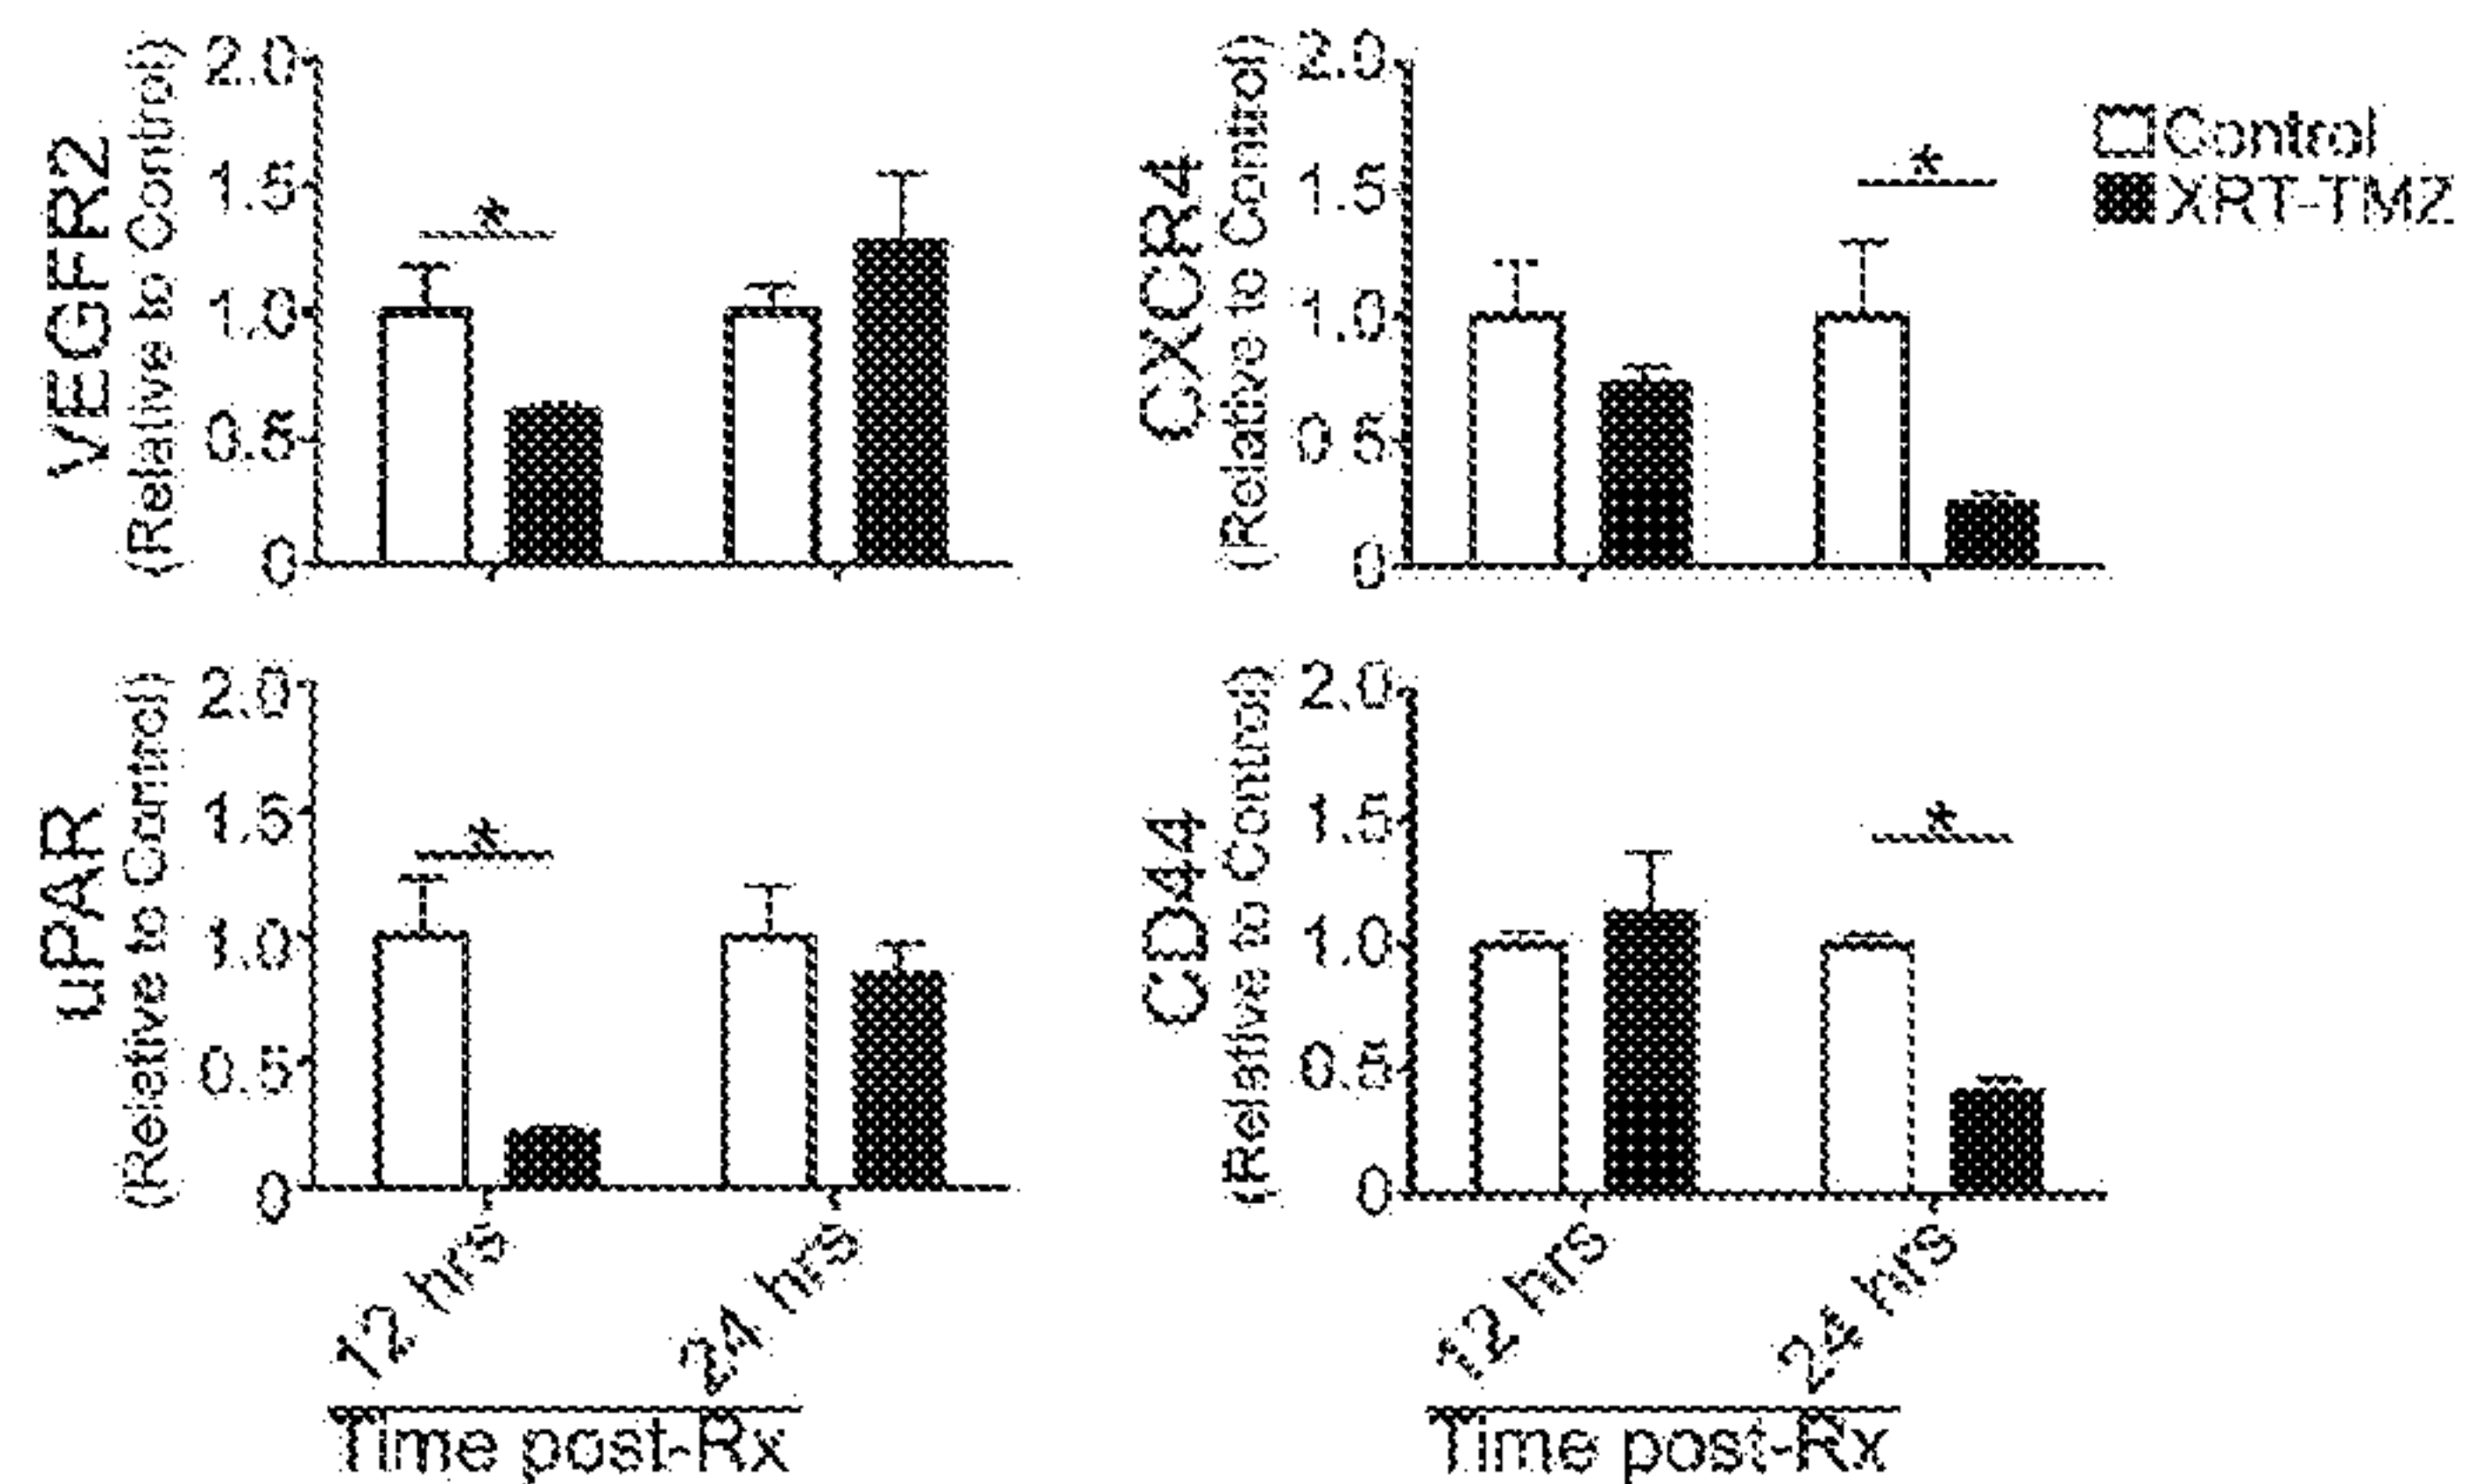 VEGFR2
(Relative to Control)
2.0
1.5
1.0
0.5
0
*
CXCR4
(Relative to Control)
2.0
1.5
1.0
0.5
0
*
Control
XRT-TMZ
uPAR
(Relative to Control)
2.0
1.5
1.0
0.5
0
*
12 hrs
24 hrs
Time post-Rx
CD44
(Relative to Control)
2.0
1.5
1.0
0.5
0
*
12 hrs
24 hrs
Time post-Rx